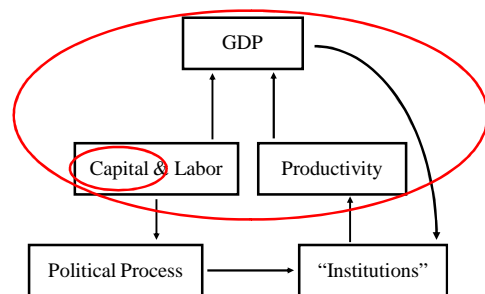 GDP
Capital & Labor
Productivity
Political Process
“Institutions”